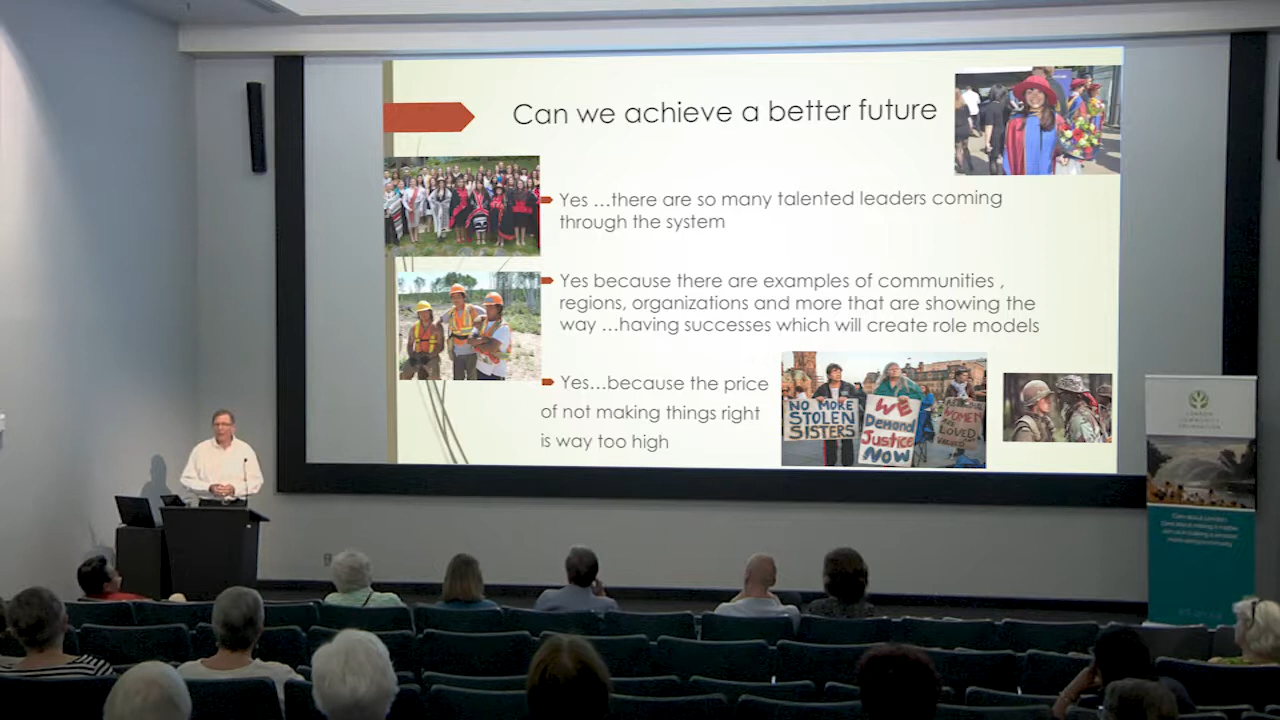 Can we achieve a better future
Yes ...there are so many talented leaders coming
through the system
Yes because there are examples of communities ,
regions, organizations and more that are showing the
way ...having successes which will create role models
Yes...because the price
of not making things right
is way too high
NO MORE
STOLEN
SISTERS
WE
Demand
Justice
NOW
WOMEN
LOVED
LONDON
COMMUNITY
FOUNDATION